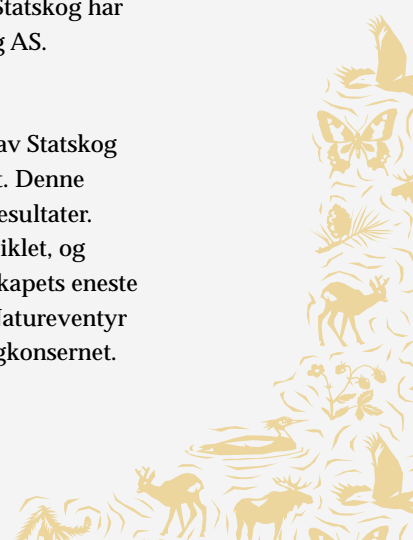 Statskog har
g AS.
av Statskog
t. Denne
esultater.
iklet, og
kapets eneste
Natureventyr
gkonsernet.